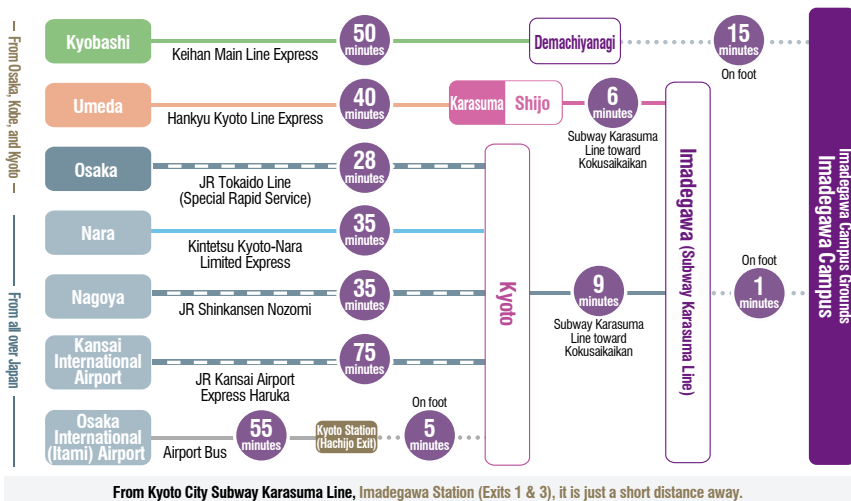 From Osaka, Kobe, and Kyoto
From all over Japan
Kyobashi
Keihan Main Line Express
50
minutes
Demachiyanagi
15
minutes
On foot
Umeda
Hankyu Kyoto Line Express
40
minutes
Karasuma Shijo
6
minutes
Subway Karasuma
Line toward
Kokusaikaikan
Osaka
JR Tokaido Line
(Special Rapid Service)
28
minutes
Nara
Kintetsu Kyoto-Nara
Limited Express
35
minutes
Nagoya
JR Shinkansen Nozomi
35
minutes
Kansai
International
Airport
JR Kansai Airport
Express Haruka
75
minutes
Osaka
International
(Itami) Airport
Airport Bus
55
minutes
Kyoto Station
(Hachijo Exit)
On foot
5
minutes
Kyoto
9
minutes
Subway Karasuma
Line toward
Kokusaikaikan
Imadegawa (Subway Karasuma Line)
On foot
1
minutes
Imadegawa Campus Grounds
Imadegawa Campus
From Kyoto City Subway Karasuma Line, Imadegawa Station (Exits 1 & 3), it is just a short distance away.